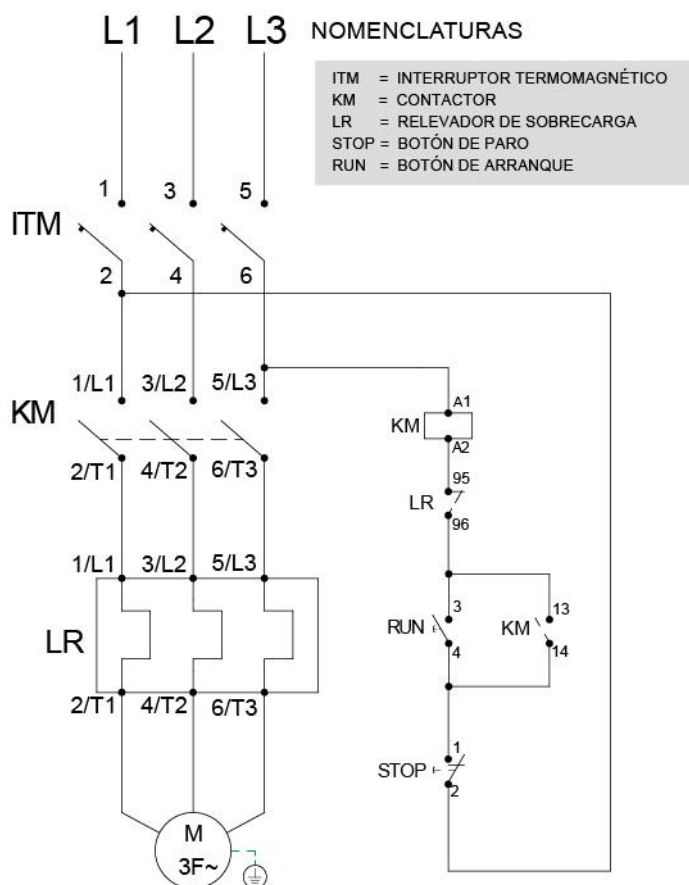 L1 L2 L3 NOMENCLATURAS
ITM = INTERRUPTOR TERMOMAGNÉTICO
KM = CONTACTOR
LR = RELEVADOR DE SOBRECARGA
STOP = BOTÓN DE PARO
RUN = BOTÓN DE ARRANQUE
1 3 5
ITM
2 4 6
1/L1 3/L2 5/L3
KM
2/T1 4/T2 6/T3
1/L1 3/L2 5/L3
LR
2/T1 4/T2 6/T3
M
3F~
A1
KM
A2
95
LR
96
3 13
RUN KM
4 14
1
STOP
2